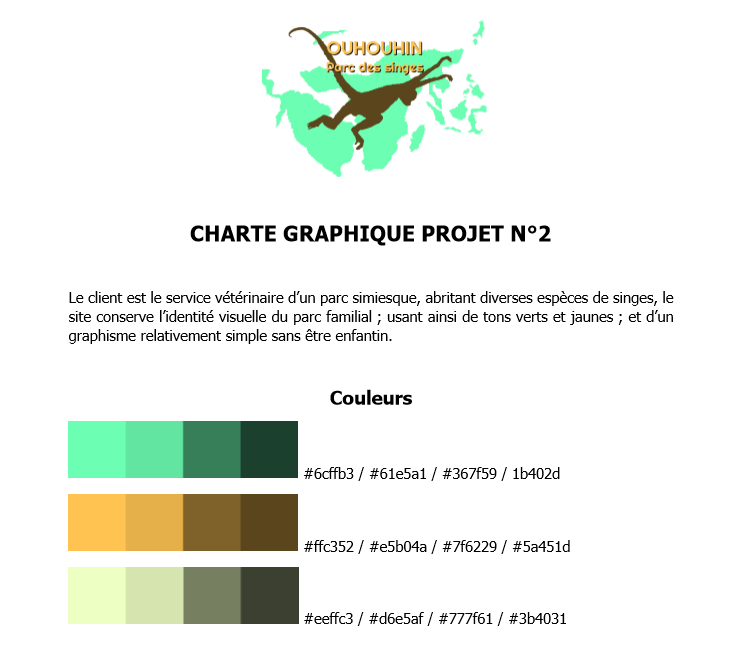 OUHOUHIN
Parc des singes
CHARTE GRAPHIQUE PROJET N°2
Le client est le service vétérinaire d’un parc simiesque, abritant diverses espèces de singes, le
site conserve l’identité visuelle du parc familial ; usant ainsi de tons verts et jaunes ; et d’un
graphisme relativement simple sans être enfantin.
Couleurs
#6cffb3 / #61e5a1 / #367f59 / 1b402d
#ffc352 / #e5b04a / #7f6229 / #5a451d
#eeffc3 / #d6e5af / #777f61 / #3b4031